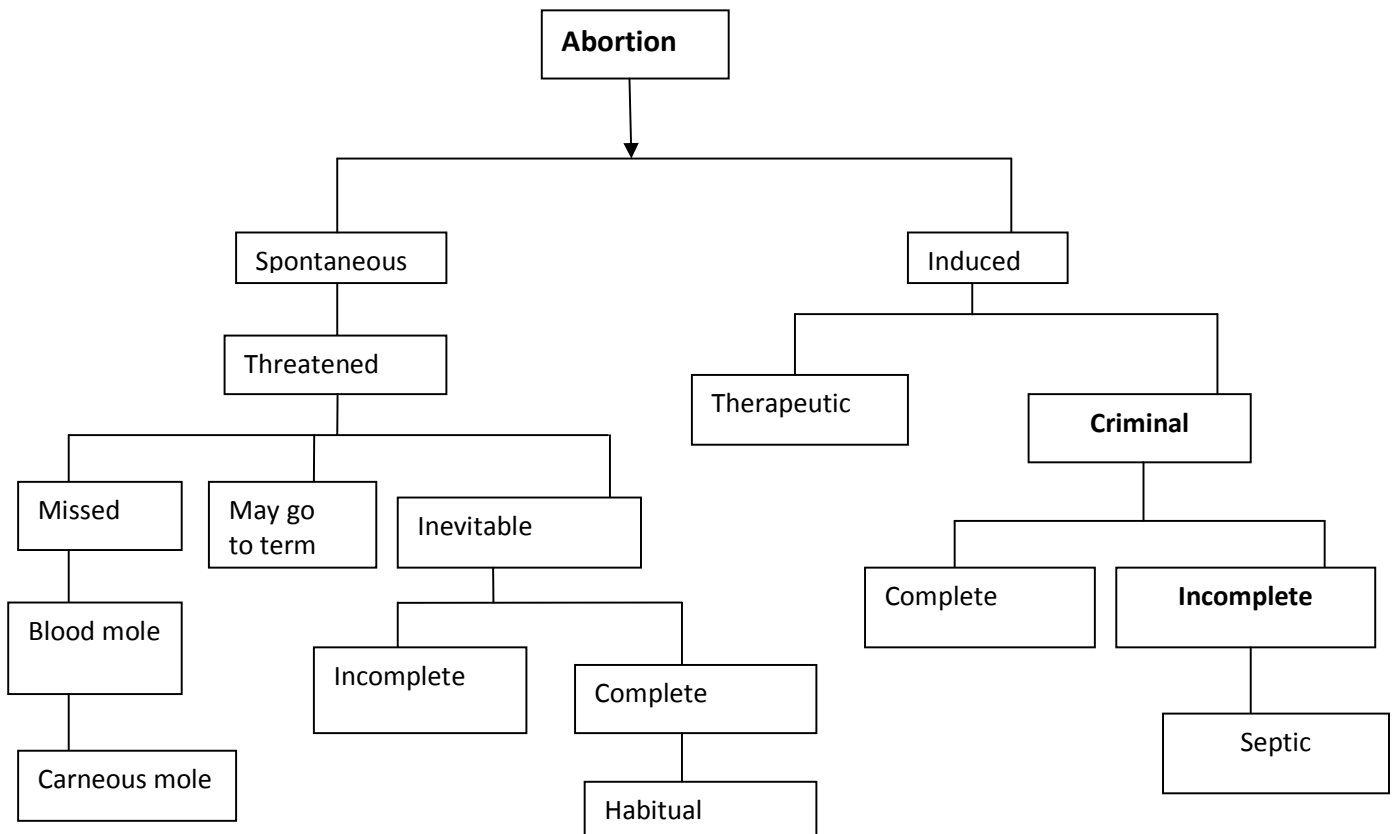 Abortion
Spontaneous
Induced
Threatened
Therapeutic
Criminal
Missed
May go
to term
Inevitable
Complete
Incomplete
Blood mole
Incomplete
Complete
Septic
Carneous mole
Habitual